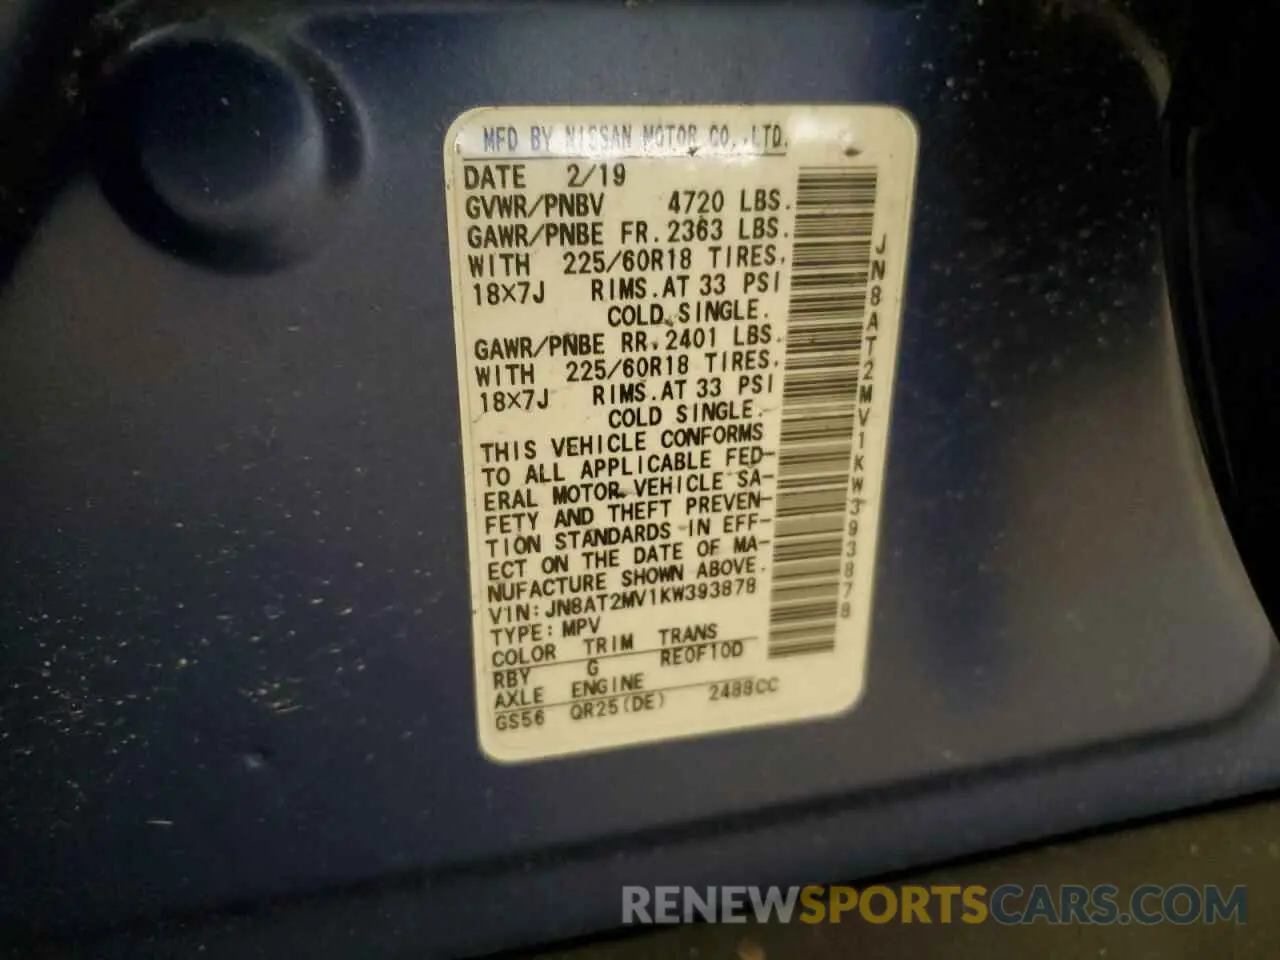 MFD BY NISSAN MOTOR CO.,LTD.
DATE 2/19
GVWR/PNBV 4720 LBS.
GAWR/PNBE FR. 2363 LBS.
WITH 225/60R18 TIRES,
18X7J RIMS.AT 33 PSI
COLD, SINGLE.
GAWR/PNBE RR. 2401 LBS.
WITH 225/60R18 TIRES,
18X7J RIMS.AT 33 PSI
COLD SINGLE.
THIS VEHICLE CONFORMS
TO ALL APPLICABLE FED-
ERAL MOTOR VEHICLE SA-
FETY AND THEFT PREVEN-
TION STANDARDS IN EFF-
ECT ON THE DATE OF MA-
NUFACTURE SHOWN ABOVE.
VIN: JN8AT2MV1KW393878
TYPE: MPV
COLOR TRIM TRANS
RBY G RE0F10D
AXLE ENGINE
GS56 QR25(DE) 2488CC
JN8AT2MV1KW393878
RENEWSPORTSCARS.COM